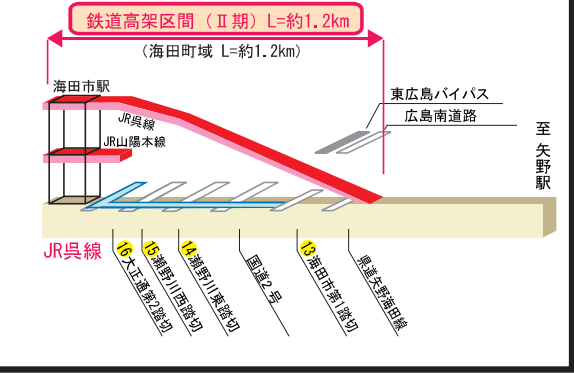 鉄道高架区間（Ⅱ期）L=約1.2km
（海田町域 L=約1.2km）
海田市駅
東広島バイパス
広島南道路
JR呉線
JR山陽本線
至 矢野駅
JR呉線
⑯大正通第2踏切
⑮瀬野川西踏切
⑭瀬野川東踏切
国道2号
⑬海田市第1踏切
県道矢野海田線